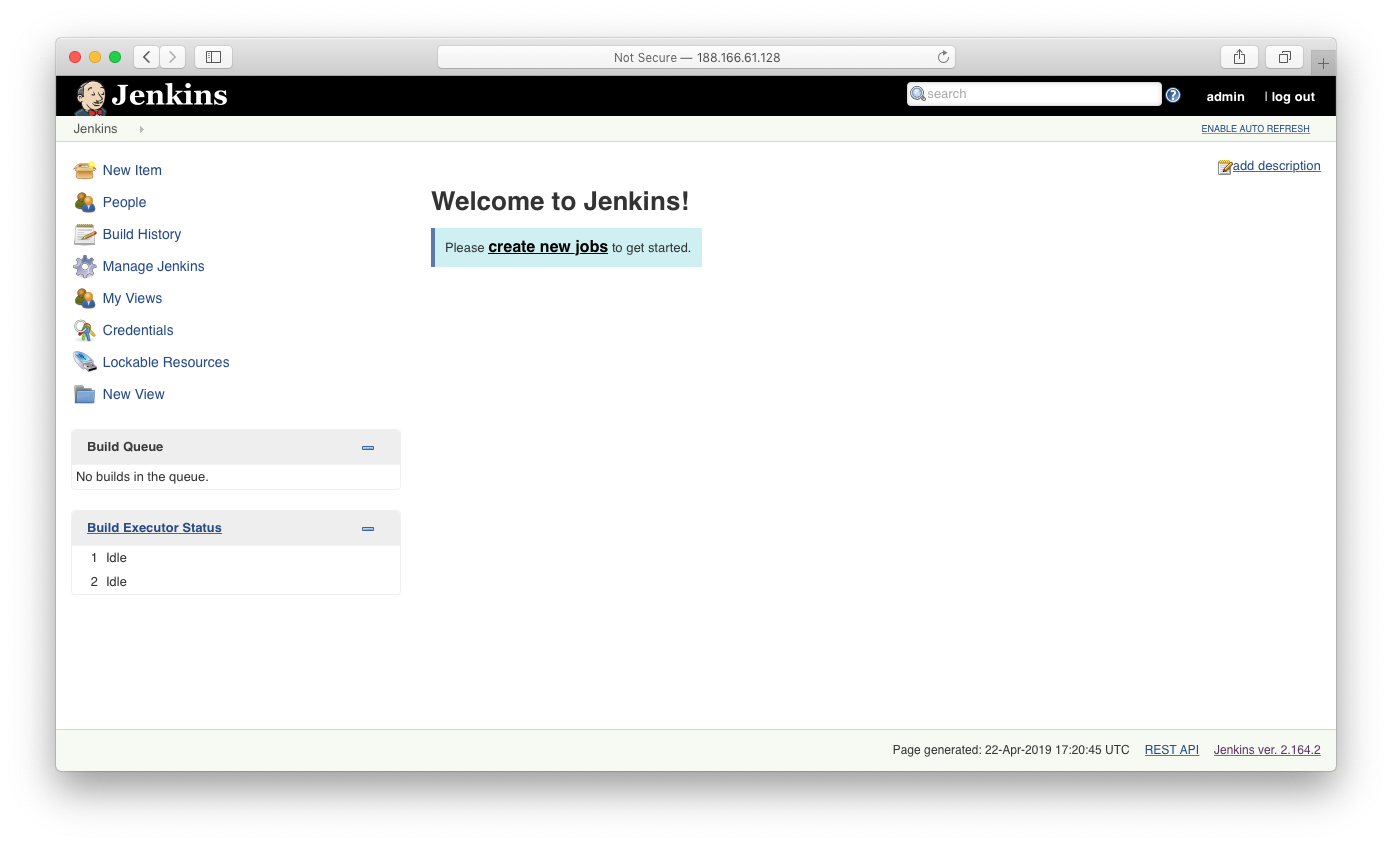 Not Secure — 188.166.61.128
Jenkins
search
admin
| log out
Jenkins
ENABLE AUTO REFRESH
New Item
People
Build History
Manage Jenkins
My Views
Credentials
Lockable Resources
New View
Build Queue
No builds in the queue.
Build Executor Status
1 Idle
2 Idle
add description
Welcome to Jenkins!
Please create new jobs to get started.
Page generated: 22-Apr-2019 17:20:45 UTC REST API Jenkins ver. 2.164.2